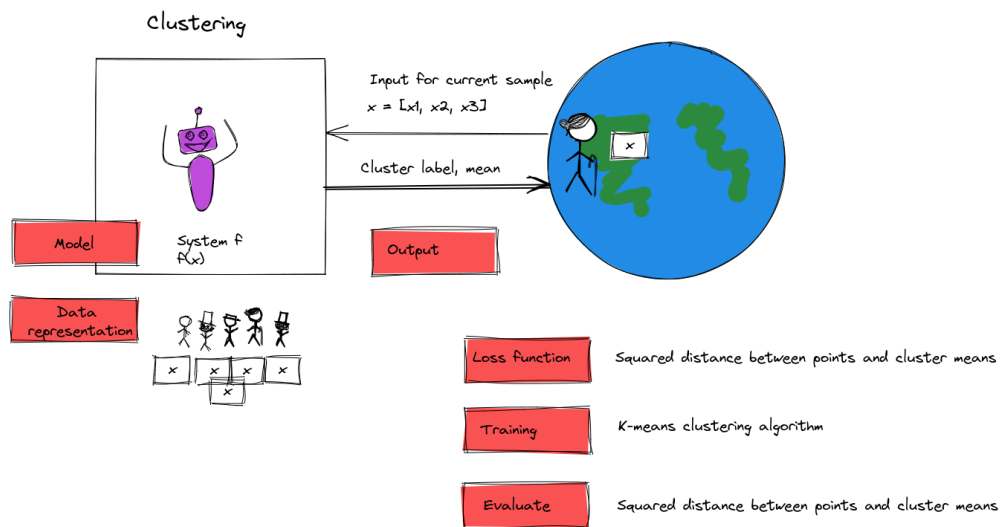 Clustering
Input for current sample
x = [x1, x2, x3]
x
Cluster label, mean
Model
System f
f(x)
Output
Data
representation
x
x
x
x
x
Loss function
Squared distance between points and cluster means
Training
K-means clustering algorithm
Evaluate
Squared distance between points and cluster means